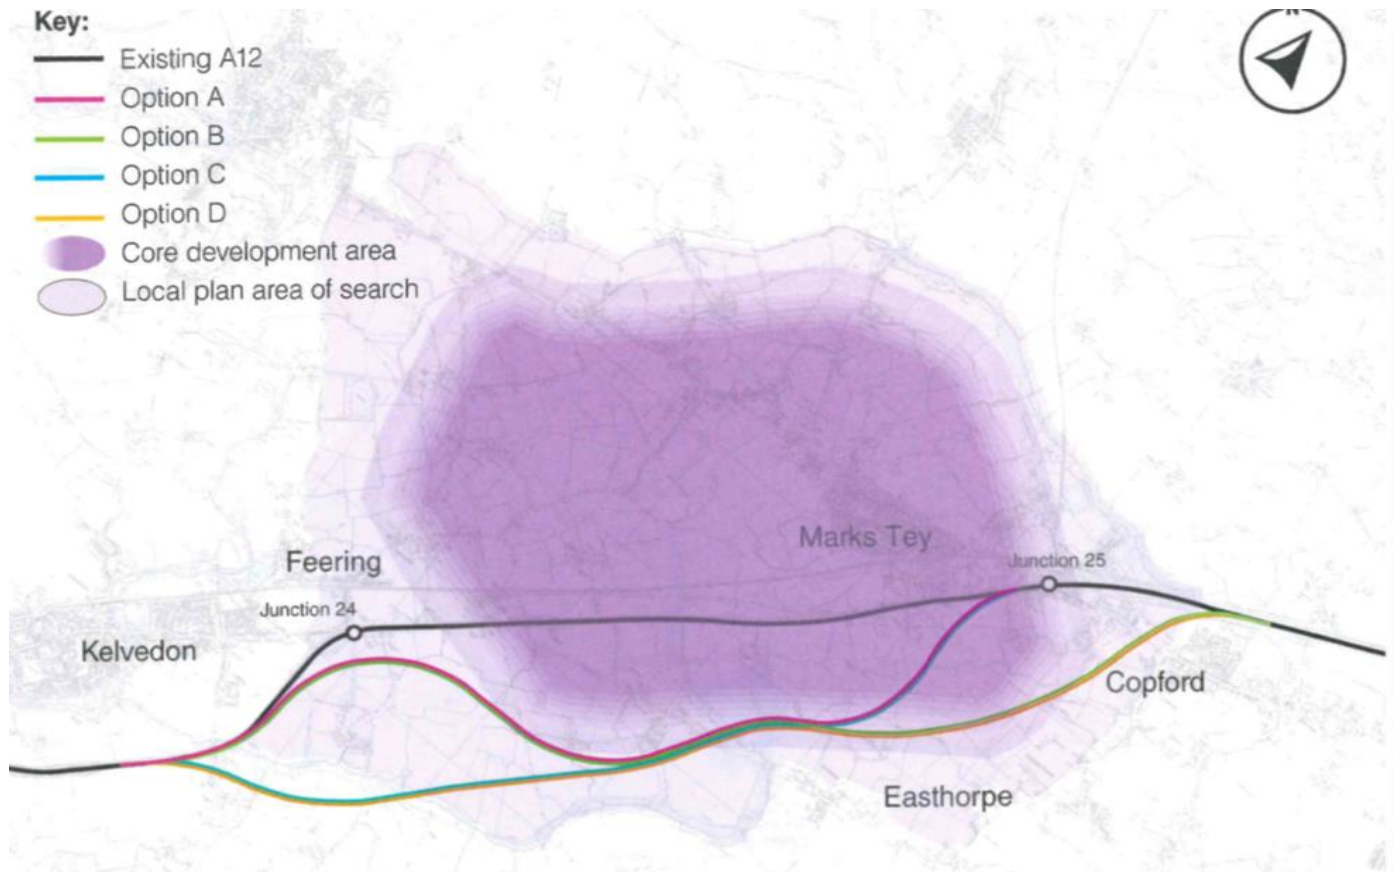 Key:
Existing A12
Option A
Option B
Option C
Option D
Core development area
Local plan area of search
Marks Tey
Junction 25
Feering
Junction 24
Kelvedon
Copford
Easthorpe